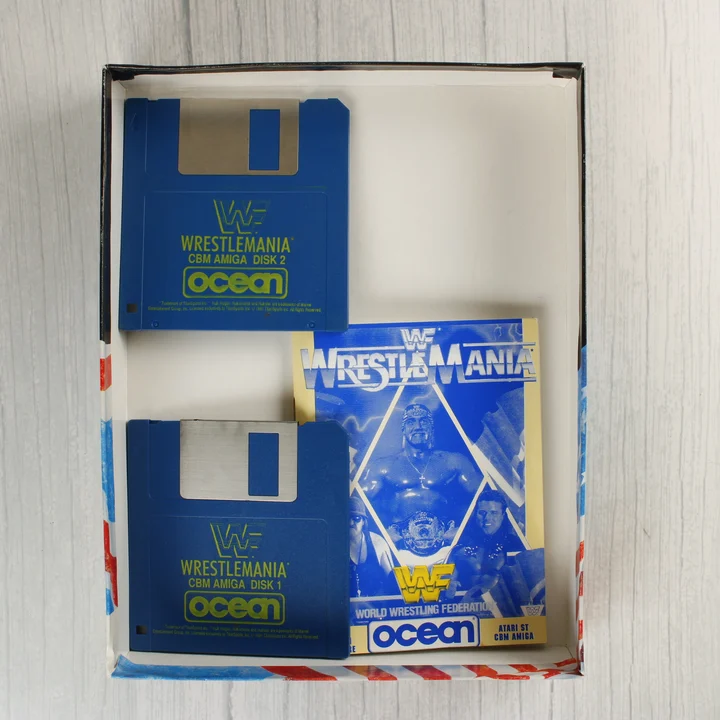 WF
WRESTLEMANIA
CBM AMIGA DISK 2
ocean
WF
WRESTLEMANIA
WF
WORLD WRESTLING FEDERATION
ocean
ATARI ST
CBM AMIGA
WF
WRESTLEMANIA
CBM AMIGA DISK 1
ocean